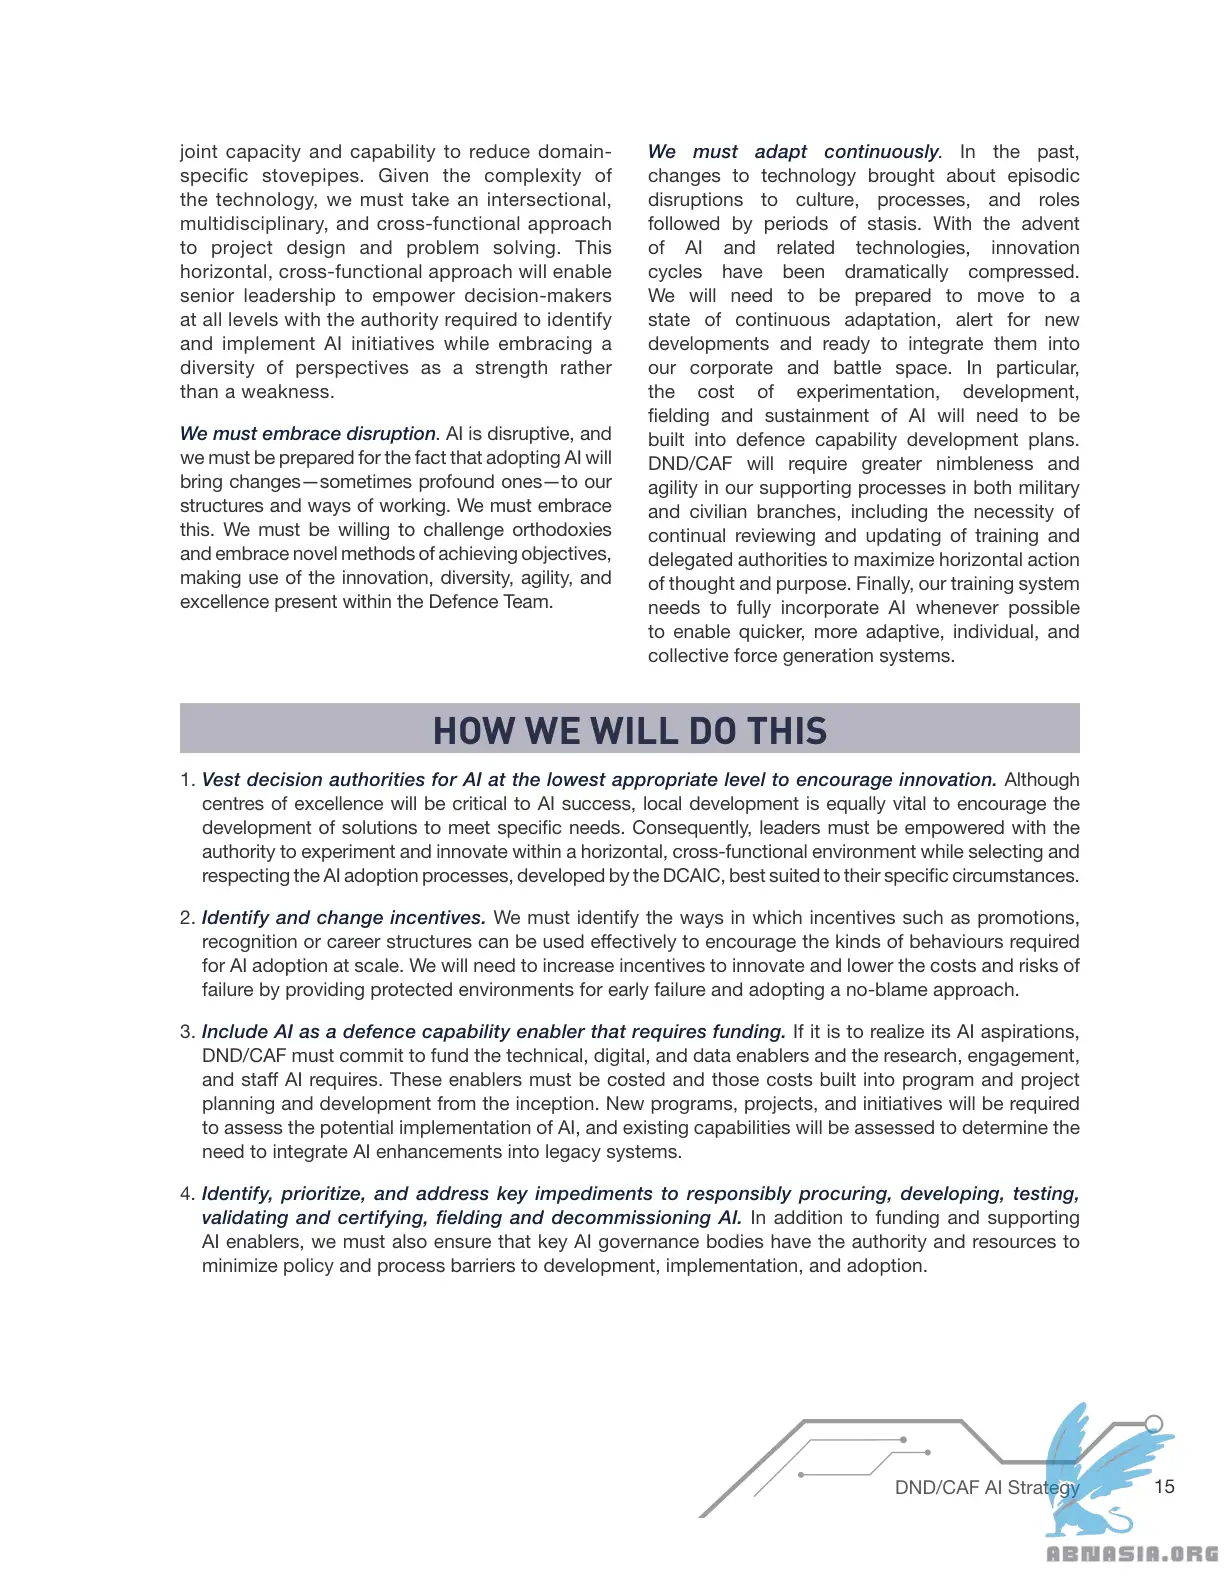 joint capacity and capability to reduce domain-
specific stovepipes. Given the complexity of
the technology, we must take an intersectional,
multidisciplinary, and cross-functional approach
to project design and problem solving. This
horizontal, cross-functional approach will enable
senior leadership to empower decision-makers
at all levels with the authority required to identify
and implement AI initiatives while embracing a
diversity of perspectives as a strength rather
than a weakness.
We must embrace disruption. AI is disruptive, and
we must be prepared for the fact that adopting AI will
bring changes—sometimes profound ones—to our
structures and ways of working. We must embrace
this. We must be willing to challenge orthodoxies
and embrace novel methods of achieving objectives,
making use of the innovation, diversity, agility, and
excellence present within the Defence Team.
We must adapt continuously. In the past,
changes to technology brought about episodic
disruptions to culture, processes, and roles
followed by periods of stasis. With the advent
of AI and related technologies, innovation
cycles have been dramatically compressed.
We will need to be prepared to move to a
state of continuous adaptation, alert for new
developments and ready to integrate them into
our corporate and battle space. In particular,
the cost of experimentation, development,
fielding and sustainment of AI will need to be
built into defence capability development plans.
DND/CAF will require greater nimbleness and
agility in our supporting processes in both military
and civilian branches, including the necessity of
continual reviewing and updating of training and
delegated authorities to maximize horizontal action
of thought and purpose. Finally, our training system
needs to fully incorporate AI whenever possible
to enable quicker, more adaptive, individual, and
collective force generation systems.
HOW WE WILL DO THIS
1. Vest decision authorities for AI at the lowest appropriate level to encourage innovation. Although
centres of excellence will be critical to AI success, local development is equally vital to encourage the
development of solutions to meet specific needs. Consequently, leaders must be empowered with the
authority to experiment and innovate within a horizontal, cross-functional environment while selecting and
respecting the AI adoption processes, developed by the DCAIC, best suited to their specific circumstances.
2. Identify and change incentives. We must identify the ways in which incentives such as promotions,
recognition or career structures can be used effectively to encourage the kinds of behaviours required
for AI adoption at scale. We will need to increase incentives to innovate and lower the costs and risks of
failure by providing protected environments for early failure and adopting a no-blame approach.
3. Include AI as a defence capability enabler that requires funding. If it is to realize its AI aspirations,
DND/CAF must commit to fund the technical, digital, and data enablers and the research, engagement,
and staff AI requires. These enablers must be costed and those costs built into program and project
planning and development from the inception. New programs, projects, and initiatives will be required
to assess the potential implementation of AI, and existing capabilities will be assessed to determine the
need to integrate AI enhancements into legacy systems.
4. Identify, prioritize, and address key impediments to responsibly procuring, developing, testing,
validating and certifying, fielding and decommissioning AI. In addition to funding and supporting
AI enablers, we must also ensure that key AI governance bodies have the authority and resources to
minimize policy and process barriers to development, implementation, and adoption.
DND/CAF AI Strategy 15
ABNASIA.ORG